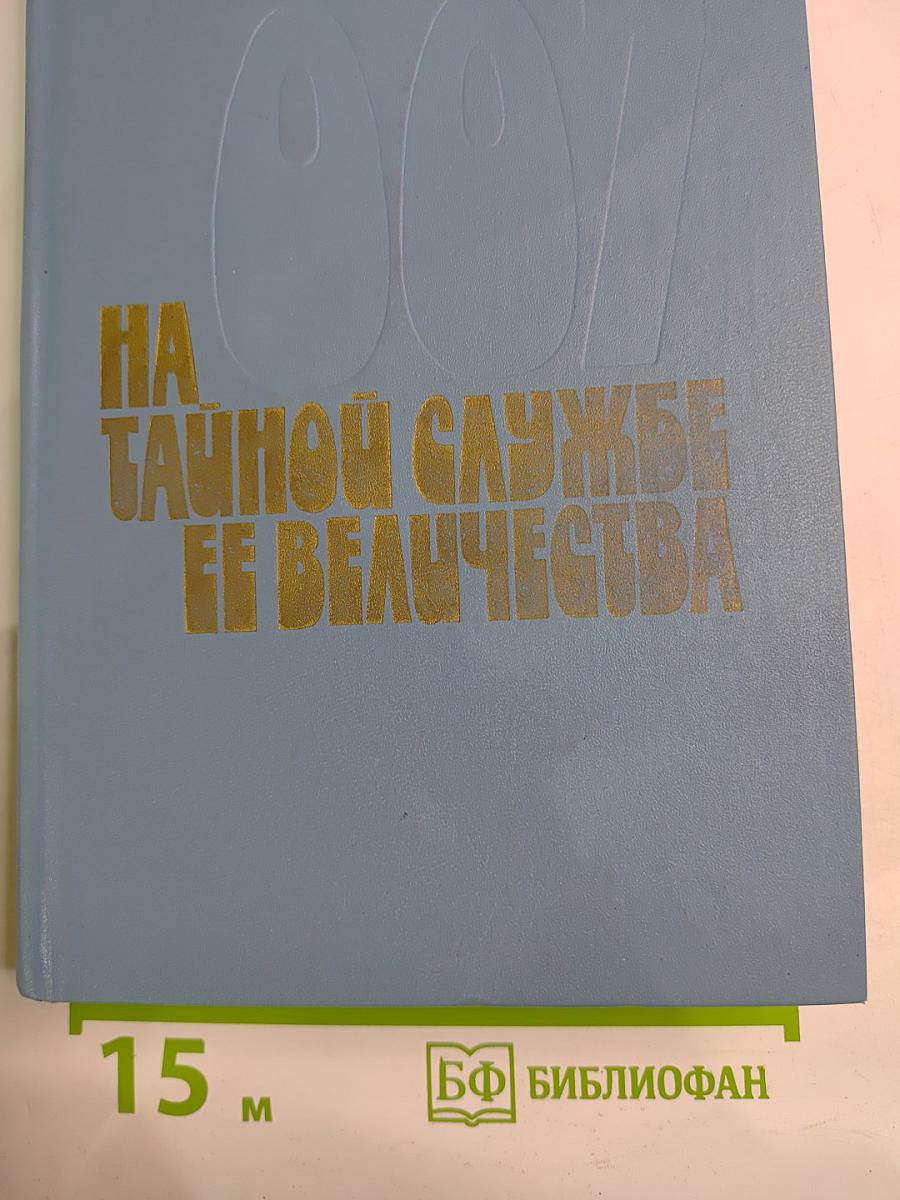 007
НА
ТАЙНОЙ СЛУЖБЕ
ЕЕ ВЕЛИЧЕСТВА
15 м
БФ БИБЛИОФАН